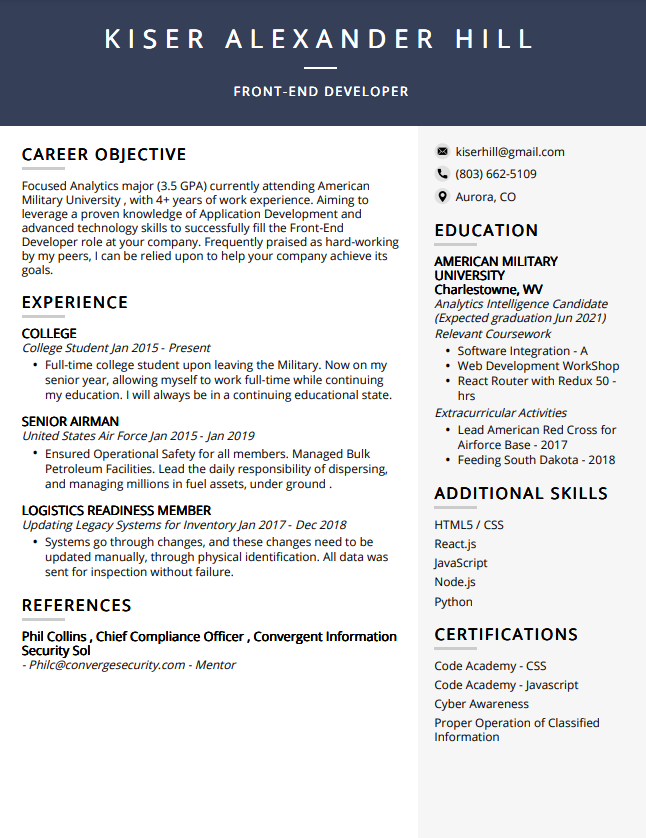 KISER ALEXANDER HILL
FRONT-END DEVELOPER
CAREER OBJECTIVE
Focused Analytics major (3.5 GPA) currently attending American
Military University , with 4+ years of work experience. Aiming to
leverage a proven knowledge of Application Development and
advanced technology skills to successfully fill the Front-End
Developer role at your company. Frequently praised as hard-working
by my peers, I can be relied upon to help your company achieve its
goals.
EXPERIENCE
COLLEGE
College Student Jan 2015 - Present
• Full-time college student upon leaving the Military. Now on my
senior year, allowing myself to work full-time while continuing
my education. I will always be in a continuing educational state.
SENIOR AIRMAN
United States Air Force Jan 2015 - Jan 2019
• Ensured Operational Safety for all members. Managed Bulk
Petroleum Facilities. Lead the daily responsibility of dispersing,
and managing millions in fuel assets, under ground .
LOGISTICS READINESS MEMBER
Updating Legacy Systems for Inventory Jan 2017 - Dec 2018
• Systems go through changes, and these changes need to be
updated manually, through physical identification. All data was
sent for inspection without failure.
REFERENCES
Phil Collins , Chief Compliance Officer , Convergent Information
Security Sol
- Philc@convergesecurity.com - Mentor
kiserhill@gmail.com
(803) 662-5109
Aurora, CO
EDUCATION
AMERICAN MILITARY
UNIVERSITY
Charlestowne, WV
Analytics Intelligence Candidate
(Expected graduation Jun 2021)
Relevant Coursework
• Software Integration - A
• Web Development WorkShop
• React Router with Redux 50 -
hrs
Extracurricular Activities
• Lead American Red Cross for
Airforce Base - 2017
• Feeding South Dakota - 2018
ADDITIONAL SKILLS
HTML5 / CSS
React.js
JavaScript
Node.js
Python
CERTIFICATIONS
Code Academy - CSS
Code Academy - Javascript
Cyber Awareness
Proper Operation of Classified
Information